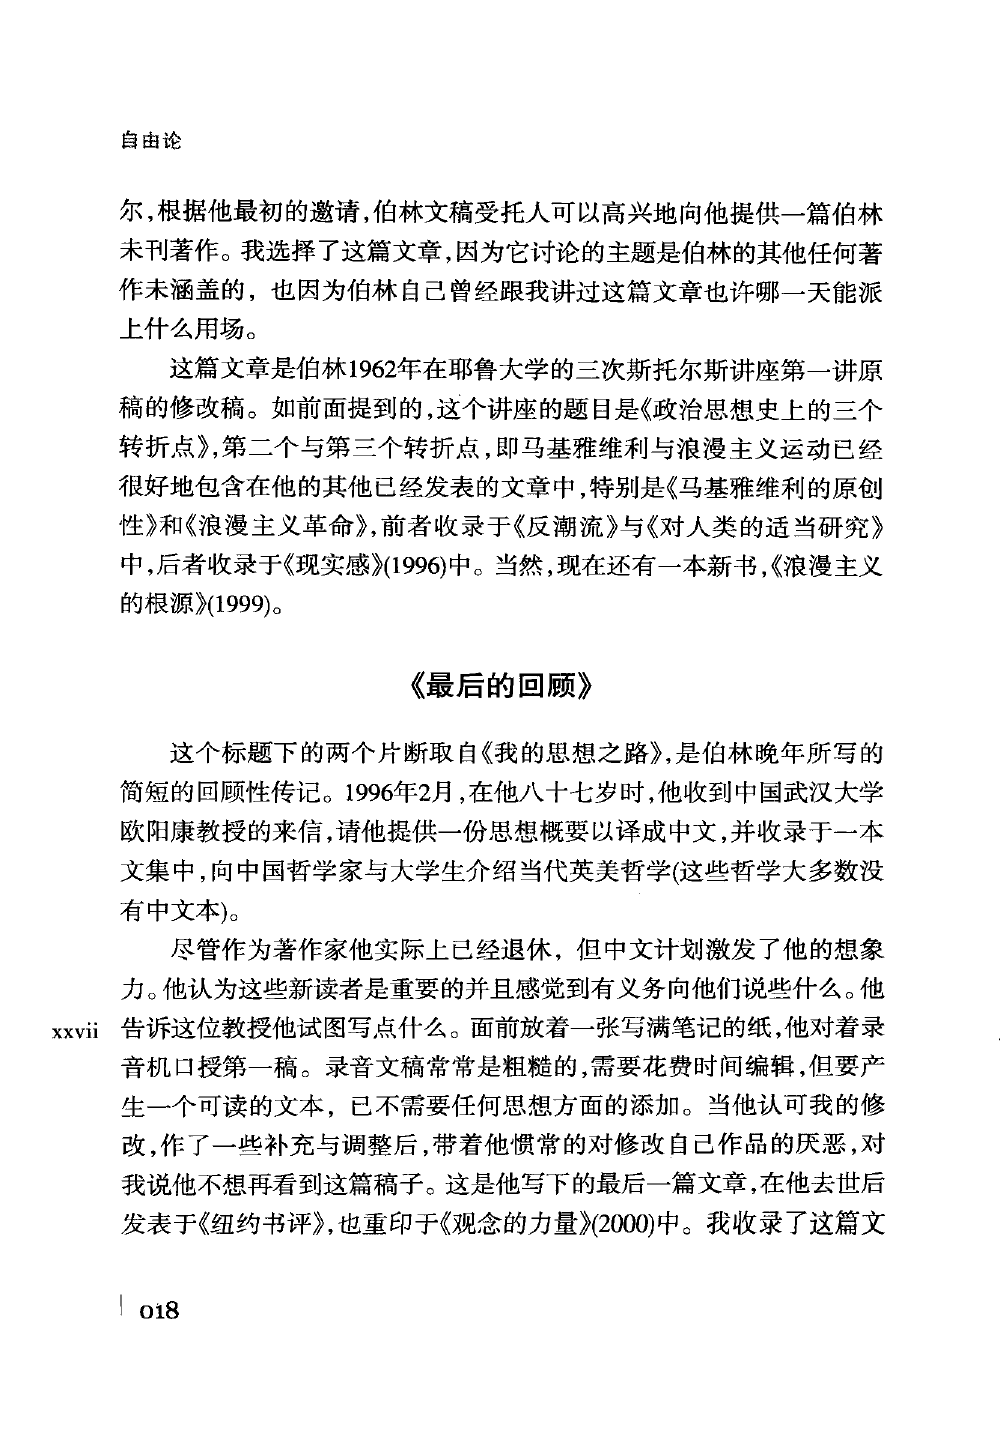 自由论
尔,根据他最初的邀请,伯林文稿受托人可以高兴地向他提供一篇伯林
未刊著作。我选择了这篇文章,因为它讨论的主题是伯林的其他任何著
作未涵盖的，也因为伯林自己曾经跟我讲过这篇文章也许哪一天能派
上什么用场。
这篇文章是伯林1962年在耶鲁大学的三次斯托尔斯讲座第一讲原
稿的修改稿。如前面提到的,这个讲座的题目是《政治思想史上的三个
转折点》,第二个与第三个转折点,即马基雅维利与浪漫主义运动已经
很好地包含在他的其他已经发表的文章中,特别是《马基雅维利的原创
性》和《浪漫主义革命》,前者收录于《反潮流》与《对人类的适当研究》
中,后者收录于《现实感》(1996)中。当然,现在还有一本新书,《浪漫主义
的根源》(1999)。
《最后的回顾》
这个标题下的两个片断取自《我的思想之路》,是伯林晚年所写的
简短的回顾性传记。1996年2月,在他八十七岁时,他收到中国武汉大学
欧阳康教授的来信,请他提供一份思想概要以译成中文,并收录于一本
文集中,向中国哲学家与大学生介绍当代英美哲学(这些哲学大多数没
有中文本)。
尽管作为著作家他实际上已经退休，但中文计划激发了他的想象
力。他认为这些新读者是重要的并且感觉到有义务向他们说些什么。他
xxvii 告诉这位教授他试图写点什么。面前放着一张写满笔记的纸,他对着录
音机口授第一稿。录音文稿常常是粗糙的,需要花费时间编辑,但要产
生一个可读的文本，已不需要任何思想方面的添加。当他认可我的修
改,作了一些补充与调整后,带着他惯常的对修改自己作品的厌恶,对
我说他不想再看到这篇稿子。这是他写下的最后一篇文章,在他去世后
发表于《纽约书评》,也重印于《观念的力量》(2000)中。我收录了这篇文
018